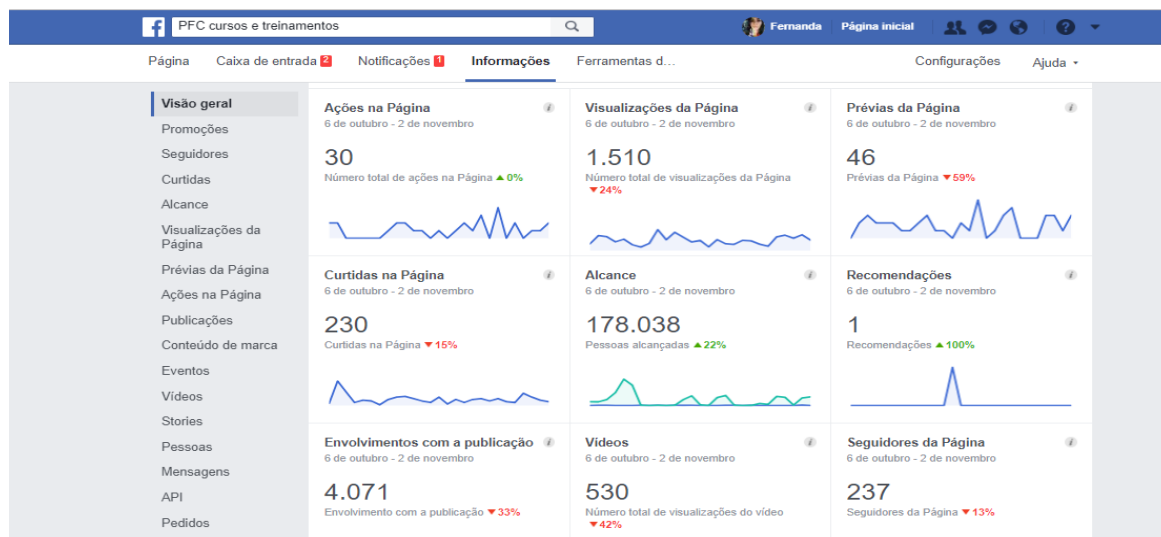 f PFC cursos e treinamentos Fernanda Página inicial ?
Página Caixa de entrada 2 Notificações 1 Informações Ferramentas d... Configurações Ajuda
Visão geral
Promoções
Seguidores
Curtidas
Alcance
Visualizações da
Página
Prévias da Página
Ações na Página
Publicações
Conteúdo de marca
Eventos
Vídeos
Stories
Pessoas
Mensagens
API
Pedidos
Ações na Página i
6 de outubro - 2 de novembro
30
Número total de ações na Página ▲ 0%
Visualizações da Página i
6 de outubro - 2 de novembro
1.510
Número total de visualizações da Página
▼24%
Prévias da Página i
6 de outubro - 2 de novembro
46
Prévias da Página ▼59%
Curtidas na Página i
6 de outubro - 2 de novembro
230
Curtidas na Página ▼15%
Alcance i
6 de outubro - 2 de novembro
178.038
Pessoas alcançadas ▲22%
Recomendações i
6 de outubro - 2 de novembro
1
Recomendações ▲100%
Envolvimentos com a publicação i
6 de outubro - 2 de novembro
4.071
Envolvimento com a publicação ▼33%
Vídeos i
6 de outubro - 2 de novembro
530
Número total de visualizações do vídeo
▼42%
Seguidores da Página i
6 de outubro - 2 de novembro
237
Seguidores da Página ▼13%